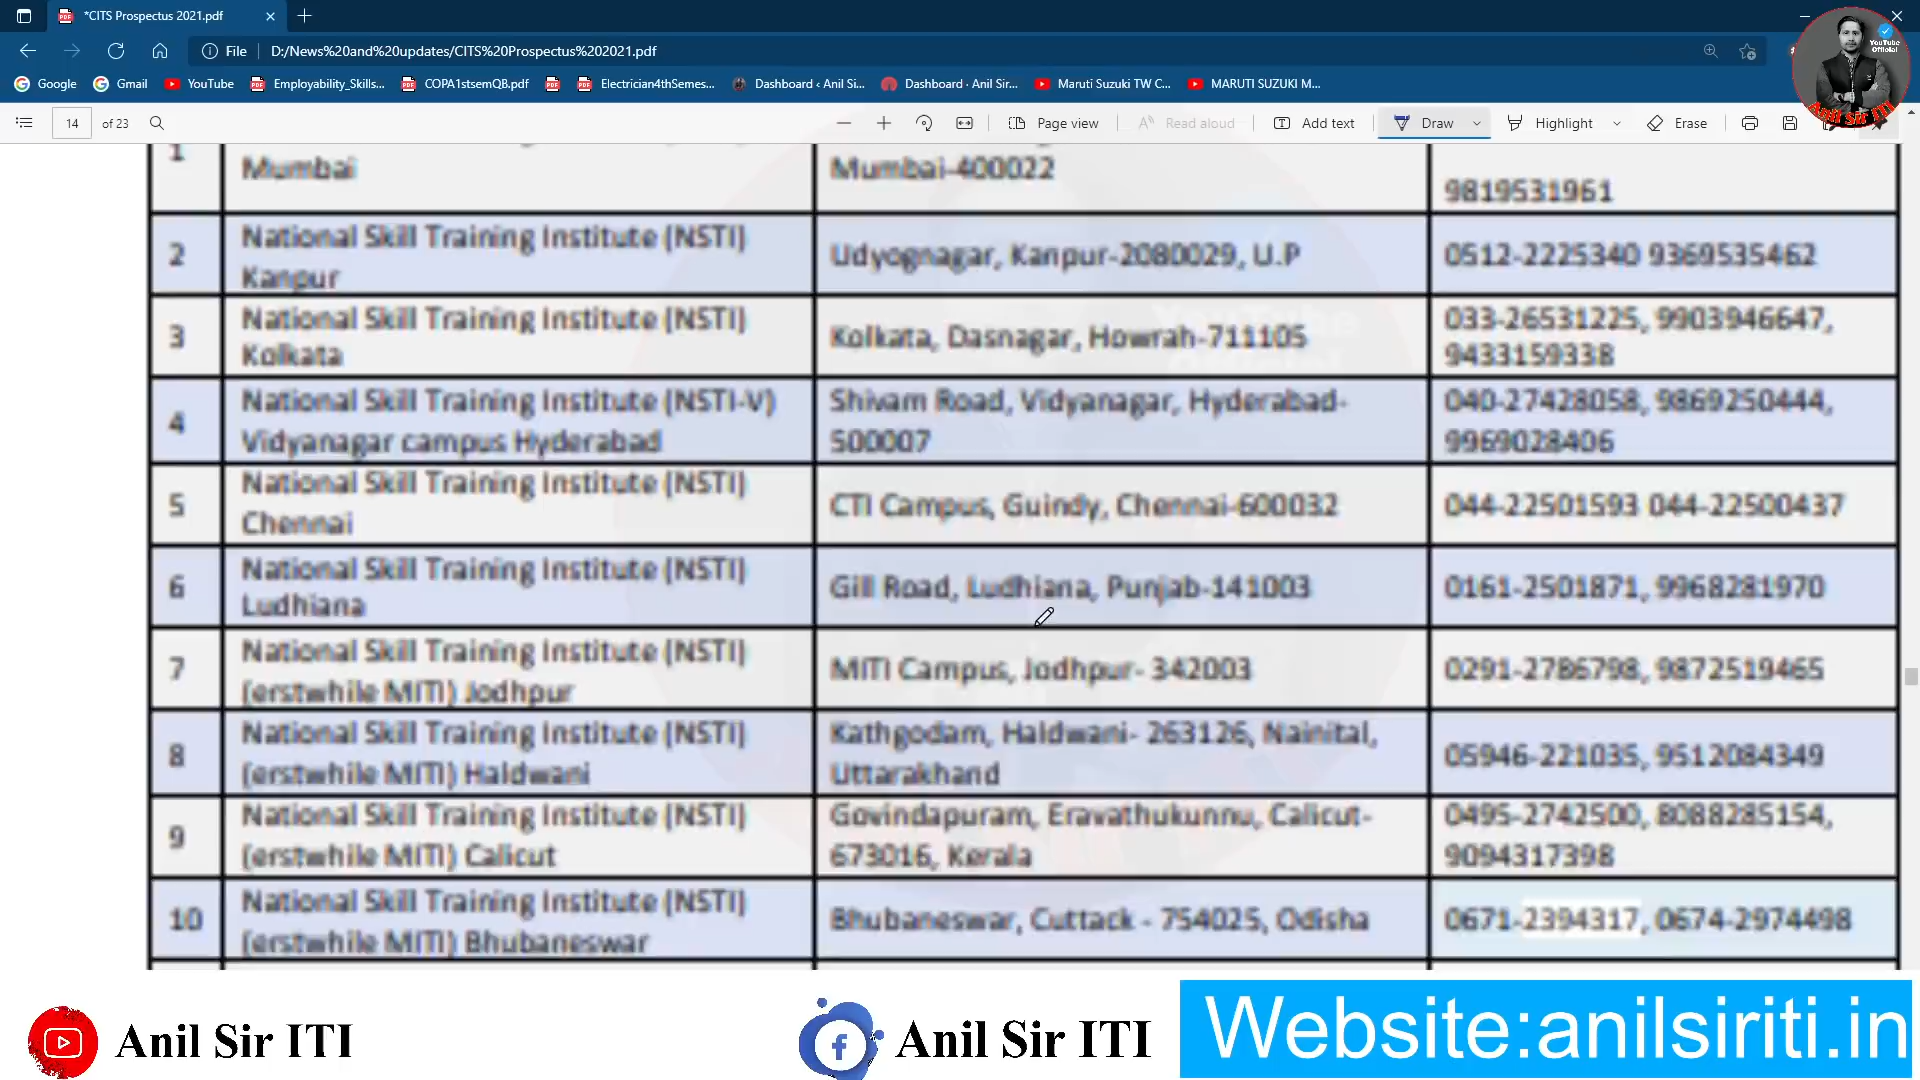 *CITS Prospectus 2021.pdf
File
D:/News%20and%20updates/CITS%20Prospectus%202021.pdf
Google Gmail YouTube Employability_Skills... COPA1stsemQB.pdf Electrician4thSemes... Dashboard ‹ Anil Si... Dashboard · Anil Sir... Maruti Suzuki TW C... MARUTI SUZUKI M...
YouTube
Official
Anil Sir ITI
14 of 23 Page view Read aloud Add text Draw Highlight Erase
1 Mumbai Mumbai-400022 9819531961
2 National Skill Training Institute (NSTI)
Kanpur
Udyognagar, Kanpur-2080029, U.P
0512-2225340 9369535462
3 National Skill Training Institute (NSTI)
Kolkata
Kolkata, Dasnagar, Howrah-711105
033-26531225, 9903946647,
9433159338
4 National Skill Training Institute (NSTI-V)
Vidyanagar campus Hyderabad
Shivam Road, Vidyanagar, Hyderabad-
500007
040-27428058, 9869250444,
9969028406
5 National Skill Training Institute (NSTI)
Chennai
CTI Campus, Guindy, Chennai-600032
044-22501593 044-22500437
6 National Skill Training Institute (NSTI)
Ludhiana
Gill Road, Ludhiana, Punjab-141003
0161-2501871, 9968281970
7 National Skill Training Institute (NSTI)
(erstwhile MITI) Jodhpur
MITI Campus, Jodhpur- 342003
0291-2786798, 9872519465
8 National Skill Training Institute (NSTI)
(erstwhile MITI) Haldwani
Kathgodam, Haldwani- 263126, Nainital,
Uttarakhand
05946-221035, 9512084349
9 National Skill Training Institute (NSTI)
(erstwhile MITI) Calicut
Govindapuram, Eravathukunnu, Calicut-
673016, Kerala
0495-2742500, 8088285154,
9094317398
10 National Skill Training Institute (NSTI)
(erstwhile MITI) Bhubaneswar
Bhubaneswar, Cuttack - 754025, Odisha
0671-2394317, 0674-2974498
Anil Sir ITI
Anil Sir ITI
Website:anilsiriti.in